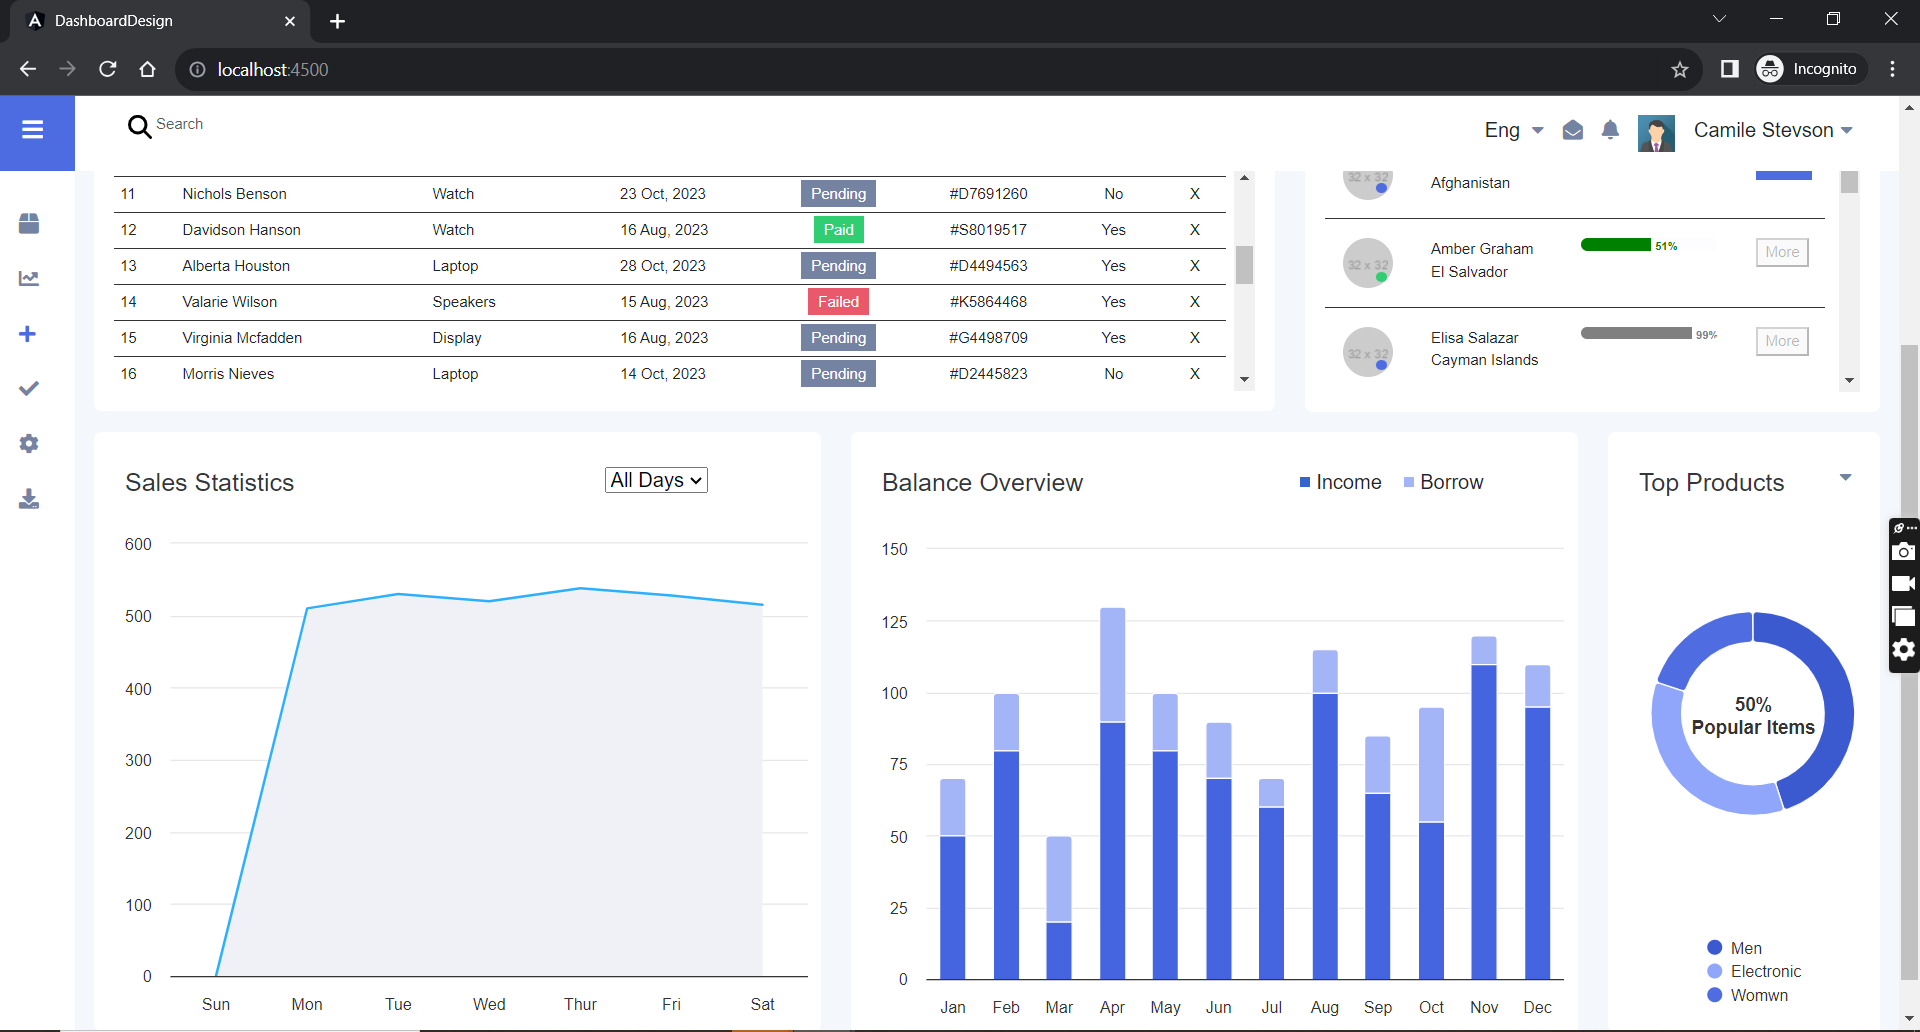 DashboardDesign
localhost:4500
Incognito
Search
Eng
Camile Stevson
11 Nichols Benson Watch 23 Oct, 2023 Pending #D7691260 No X
12 Davidson Hanson Watch 16 Aug, 2023 Paid #S8019517 Yes X
13 Alberta Houston Laptop 28 Oct, 2023 Pending #D4494563 Yes X
14 Valarie Wilson Speakers 15 Aug, 2023 Failed #K5864468 Yes X
15 Virginia Mcfadden Display 16 Aug, 2023 Pending #G4498709 Yes X
16 Morris Nieves Laptop 14 Oct, 2023 Pending #D2445823 No X
32 x 32
Afghanistan
32 x 32
Amber Graham
El Salvador
51%
More
32 x 32
Elisa Salazar
Cayman Islands
99%
More
Sales Statistics
All Days
600
500
400
300
200
100
0
Sun Mon Tue Wed Thur Fri Sat
Balance Overview
Income Borrow
150
125
100
75
50
25
0
Jan Feb Mar Apr May Jun Jul Aug Sep Oct Nov Dec
Top Products
50%
Popular Items
Men
Electronic
Womwn